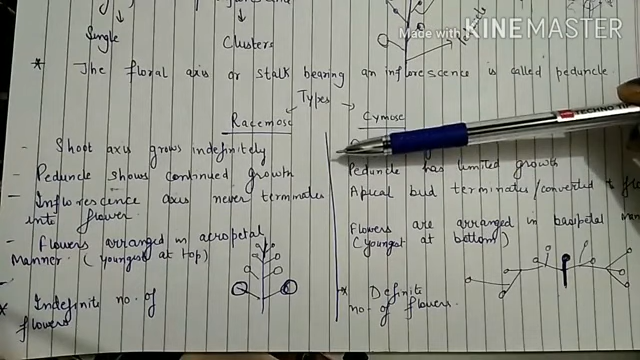 Single
Clusters
Made with KINEMASTER
* The floral axis or stalk bearing an inflorescence is called peduncle.
Types
Racemose
Cymose
- Shoot axis grows indefinitely
- Peduncle shows continued growth
- Inflorescence axis never terminates
into flower.
- Flowers arranged in acropetal
manner. (youngest at top)
* Indefinite no. of
flowers
Peduncle has limited growth
Apical bud terminates/converted to
Flowers are arranged in basipetal
(youngest at bottom)
* Definite
no. of flowers.
TECHNO TIP